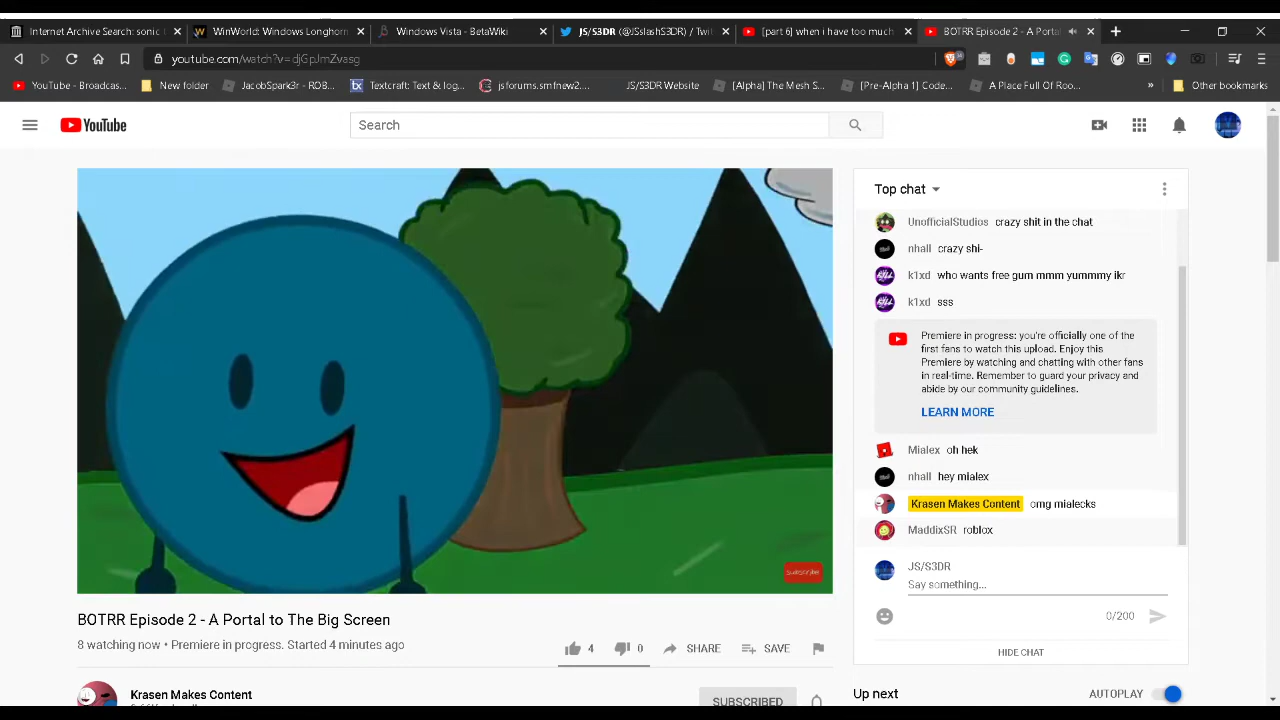 Internet Archive Search: sonic
WinWorld: Windows Longhorn
Windows Vista - BetaWiki
JS/S3DR (@JSslashS3DR) / Twit
[part 6] when i have too much
BOTRR Episode 2 - A Portal
youtube.com/watch?v=djGpJmZvasg
YouTube - Broadcas...
New folder
JacobSpark3r - ROB...
Textcraft: Text & log...
jsforums.smfnew2....
JS/S3DR Website
[Alpha] The Mesh S...
[Pre-Alpha 1] Code...
A Place Full Of Roo...
»
Other bookmarks
YouTube
Search
Top chat
UnofficialStudios crazy shit in the chat
nhall crazy shi-
k1xd who wants free gum mmm yummmy ikr
k1xd sss
Premiere in progress: you're officially one of the
first fans to watch this upload. Enjoy this
Premiere by watching and chatting with other fans
in real-time. Remember to guard your privacy and
abide by our community guidelines.
LEARN MORE
Mialex oh hek
nhall hey mialex
Krasen Makes Content omg mialecks
MaddixSR roblox
JS/S3DR
Say something...
0/200
HIDE CHAT
BOTRR Episode 2 - A Portal to The Big Screen
8 watching now • Premiere in progress. Started 4 minutes ago
4
0
SHARE
SAVE
Krasen Makes Content
SUBSCRIBED
Up next
AUTOPLAY